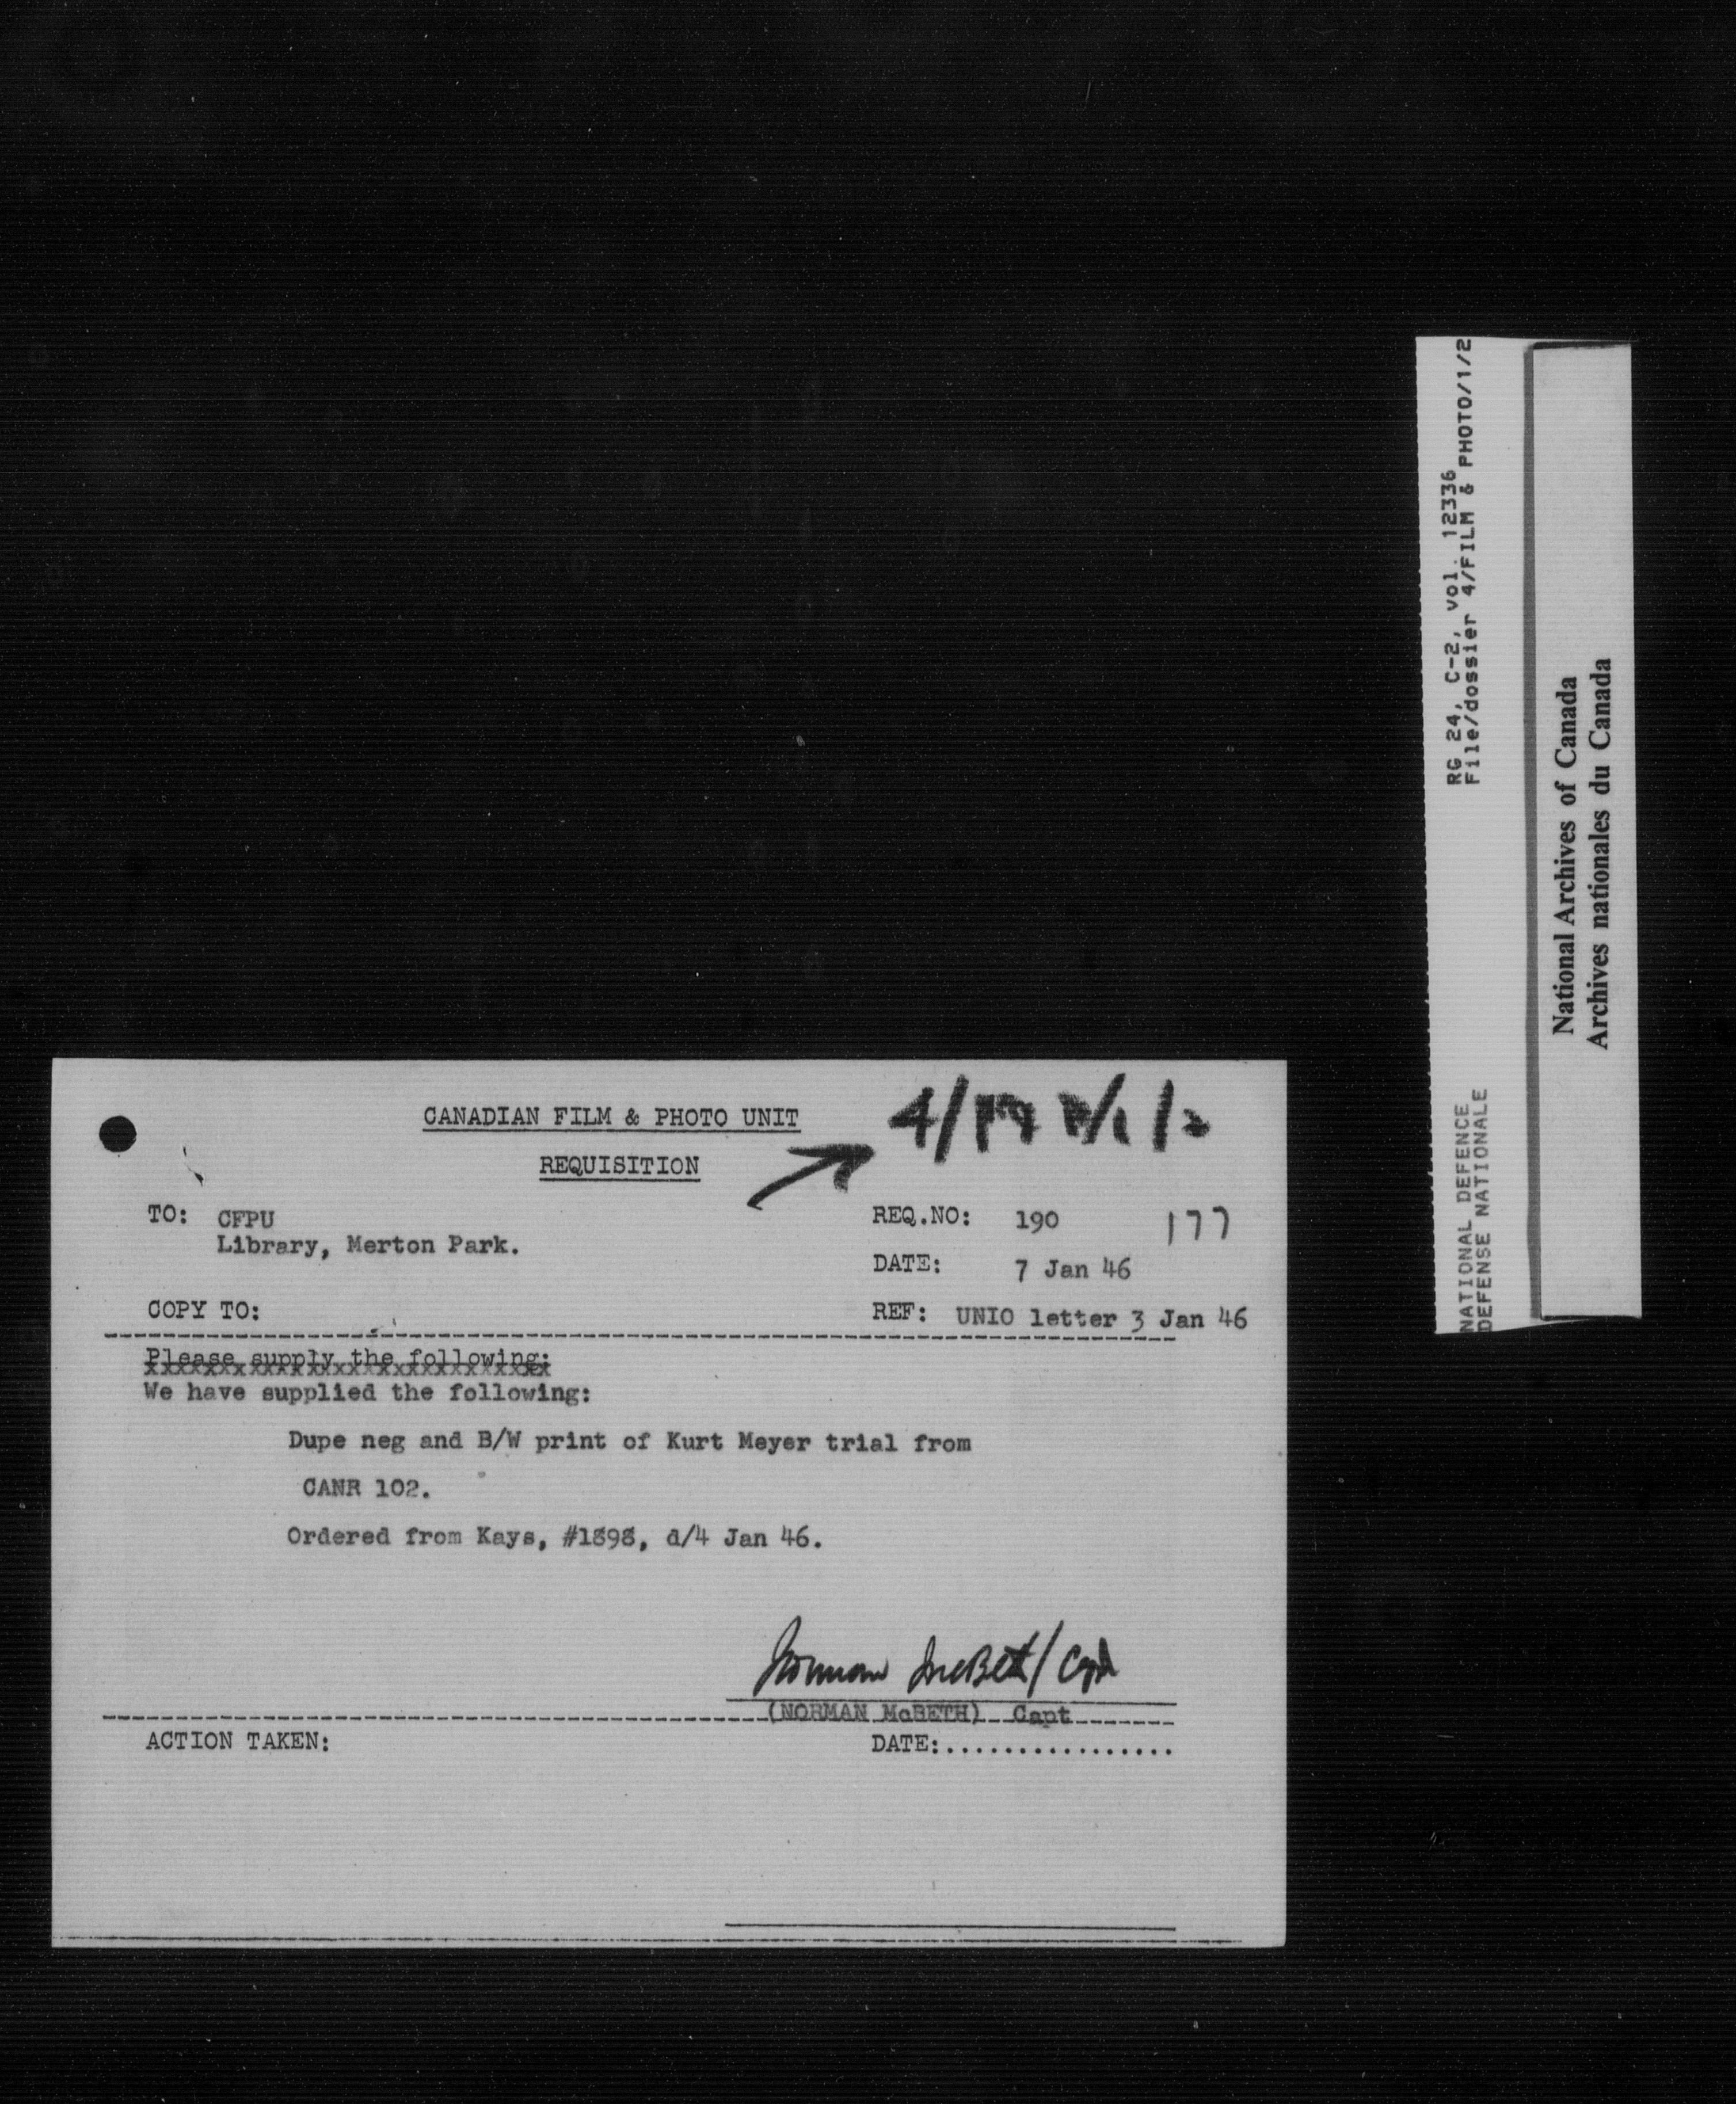 CANADIAN FILM & PHOTO UNIT
REQUISITION
TO: CFPU
Library, Merton Park.
REQ.NO: 190
177
DATE: 7 Jan 46
COPY TO:
REF: UNIO letter 3 Jan 46
Please supply the following:
xxxxxxxxxxxxxxxxxxxxxxxxxxxx
We have supplied the following:
Dupe neg and B/W print of Kurt Meyer trial from
CANR 102.
Ordered from Kays, #1898, d/4 Jan 46.
Norman McBeth/Capt
(NORMAN McBETH) Capt
ACTION TAKEN:
DATE:................
RG 24, C-2, vol. 12336
File/dossier 4/FILM & PHOTO/1/2
NATIONAL DEFENCE
DEFENSE NATIONALE
National Archives of Canada
Archives nationales du Canada